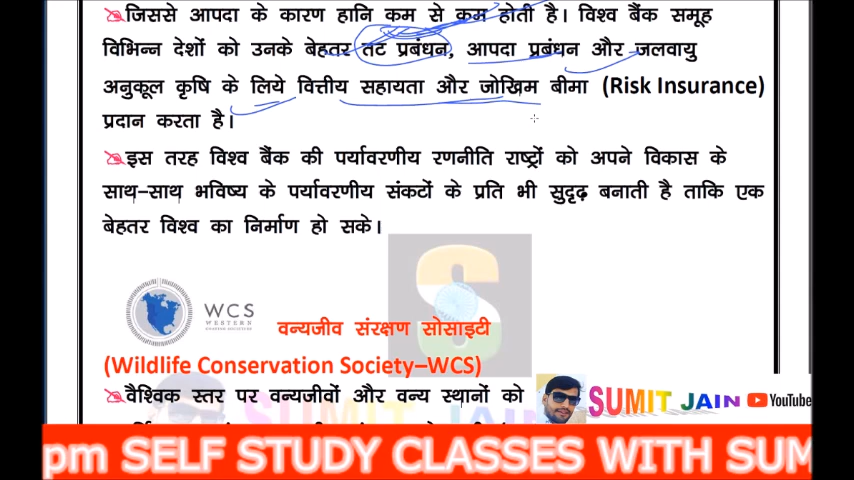 जिससे आपदा के कारण हानि कम से कम होती है। विश्व बैंक समूह
विभिन्न देशों को उनके बेहतर तट प्रबंधन, आपदा प्रबंधन और जलवायु
अनुकूल कृषि के लिये वित्तीय सहायता और जोखिम बीमा (Risk Insurance)
प्रदान करता है।
इस तरह विश्व बैंक की पर्यावरणीय रणनीति राष्ट्रों को अपने विकास के
साथ-साथ भविष्य के पर्यावरणीय संकटों के प्रति भी सुदृढ़ बनाती है ताकि एक
बेहतर विश्व का निर्माण हो सके।
S
WCS
WESTERN
वन्यजीव संरक्षण सोसाइटी
(Wildlife Conservation Society–WCS)
वैश्विक स्तर पर वन्यजीवों और वन्य स्थानों को
SUMIT JAIN YouTube
pm SELF STUDY CLASSES WITH SUM